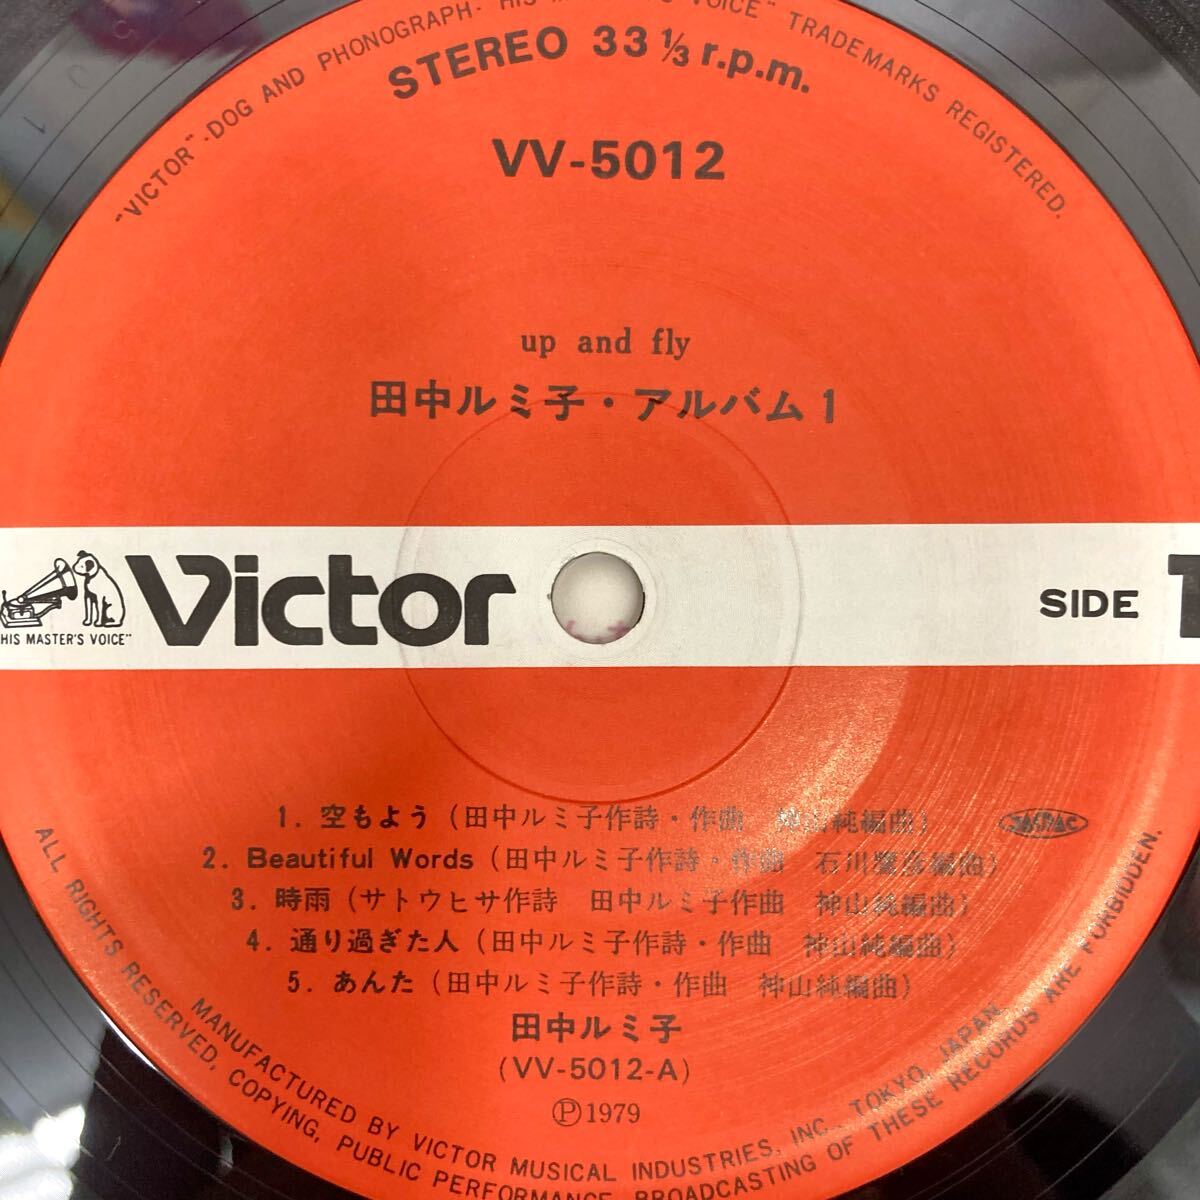 "VICTOR"-DOG AND PHONOGRAPH- HIS MASTER'S VOICE" TRADEMARKS REGISTERED.
STEREO 33 1/3 r.p.m.
VV-5012
up and fly
田中ルミ子・アルバム1
"HIS MASTER'S VOICE"
Victor
SIDE 1
1. 空もよう (田中ルミ子作詩・作曲 神山純編曲)
JASRAC
2. Beautiful Words (田中ルミ子作詩・作曲 石川鷹彦編曲)
3. 時雨 (サトウヒサ作詩 田中ルミ子作曲 神山純編曲)
4. 通り過ぎた人 (田中ルミ子作詩・作曲 神山純編曲)
5. あんた (田中ルミ子作詩・作曲 神山純編曲)
田中ルミ子
(VV-5012-A)
Ⓟ1979
MANUFACTURED BY VICTOR MUSICAL INDUSTRIES, INC., TOKYO, JAPAN
ALL RIGHTS RESERVED, COPYING, PUBLIC PERFORMANCE, BROADCASTING OF THESE RECORDS ARE FORBIDDEN.